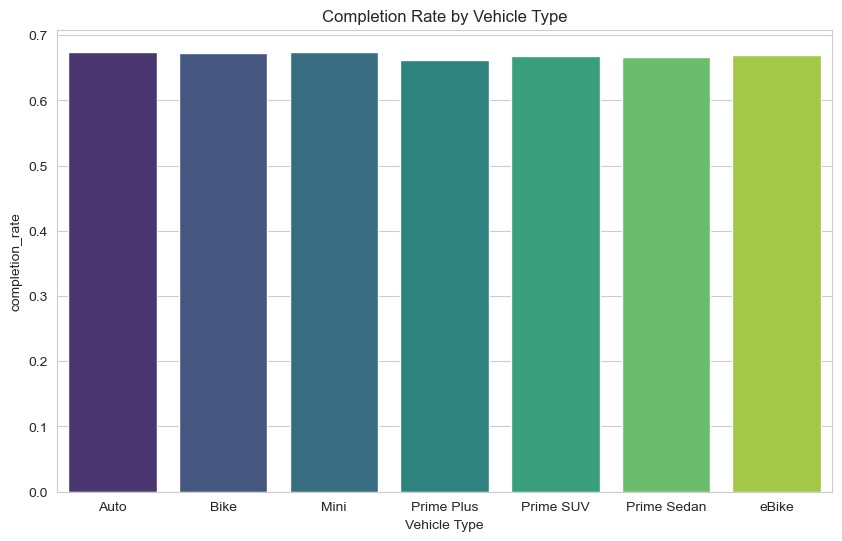 Completion Rate by Vehicle Type
0.7
0.6
0.5
0.4
0.3
0.2
0.1
0.0
completion_rate
Auto Bike Mini Prime Plus Prime SUV Prime Sedan eBike
Vehicle Type